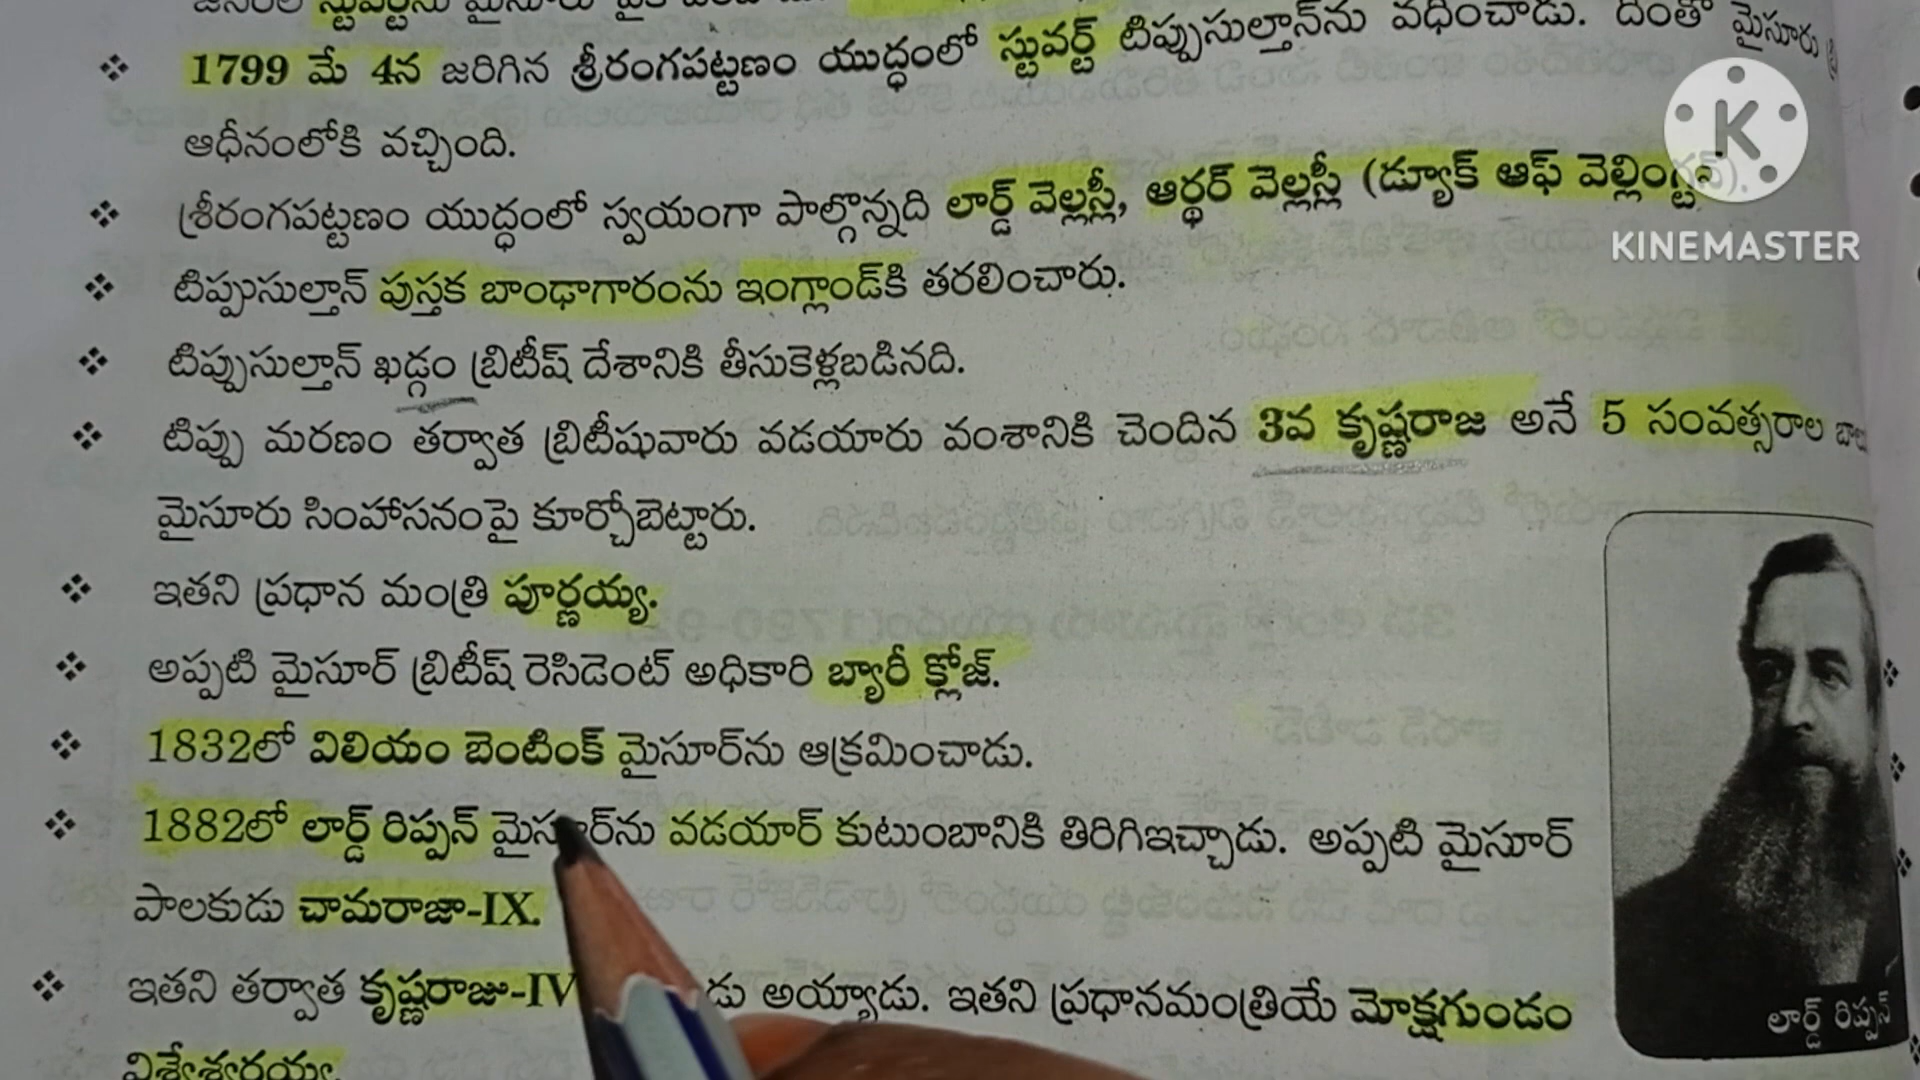 స్టువర్ట్‌ను మైసూరు
❖ 1799 మే 4న జరిగిన శ్రీరంగపట్టణం యుద్ధంలో స్టువర్ట్ టిప్పుసుల్తాన్‌ను వధించాడు. దీంతో మైసూరు
ఆధీనంలోకి వచ్చింది.
❖ శ్రీరంగపట్టణం యుద్ధంలో స్వయంగా పాల్గొన్నది లార్డ్ వెల్లస్లీ, ఆర్థర్ వెల్లస్లీ (డ్యూక్ ఆఫ్ వెల్లింగ్టన్).
❖ టిప్పుసుల్తాన్ పుస్తక బాంఢాగారంను ఇంగ్లాండ్‌కి తరలించారు.
❖ టిప్పుసుల్తాన్ ఖడ్గం బ్రిటీష్ దేశానికి తీసుకెళ్లబడినది.
❖ టిప్పు మరణం తర్వాత బ్రిటీషువారు వడయారు వంశానికి చెందిన 3వ కృష్ణరాజ అనే 5 సంవత్సరాల
మైసూరు సింహాసనంపై కూర్చోబెట్టారు.
❖ ఇతని ప్రధాన మంత్రి పూర్ణయ్య.
❖ అప్పటి మైసూర్ బ్రిటీష్ రెసిడెంట్ అధికారి బ్యారీ క్లోజ్.
❖ 1832లో విలియం బెంటింక్ మైసూర్‌ను ఆక్రమించాడు.
❖ 1882లో లార్డ్ రిప్పన్ మైసూర్‌ను వడయార్ కుటుంబానికి తిరిగిఇచ్చాడు. అప్పటి మైసూర్
పాలకుడు చామరాజా-IX.
❖ ఇతని తర్వాత కృష్ణరాజు-IV డు అయ్యాడు. ఇతని ప్రధానమంత్రియే మోక్షగుండం
విశ్వేశ్వరయ్య
లార్డ్ రిప్పన్
K
KINEMASTER